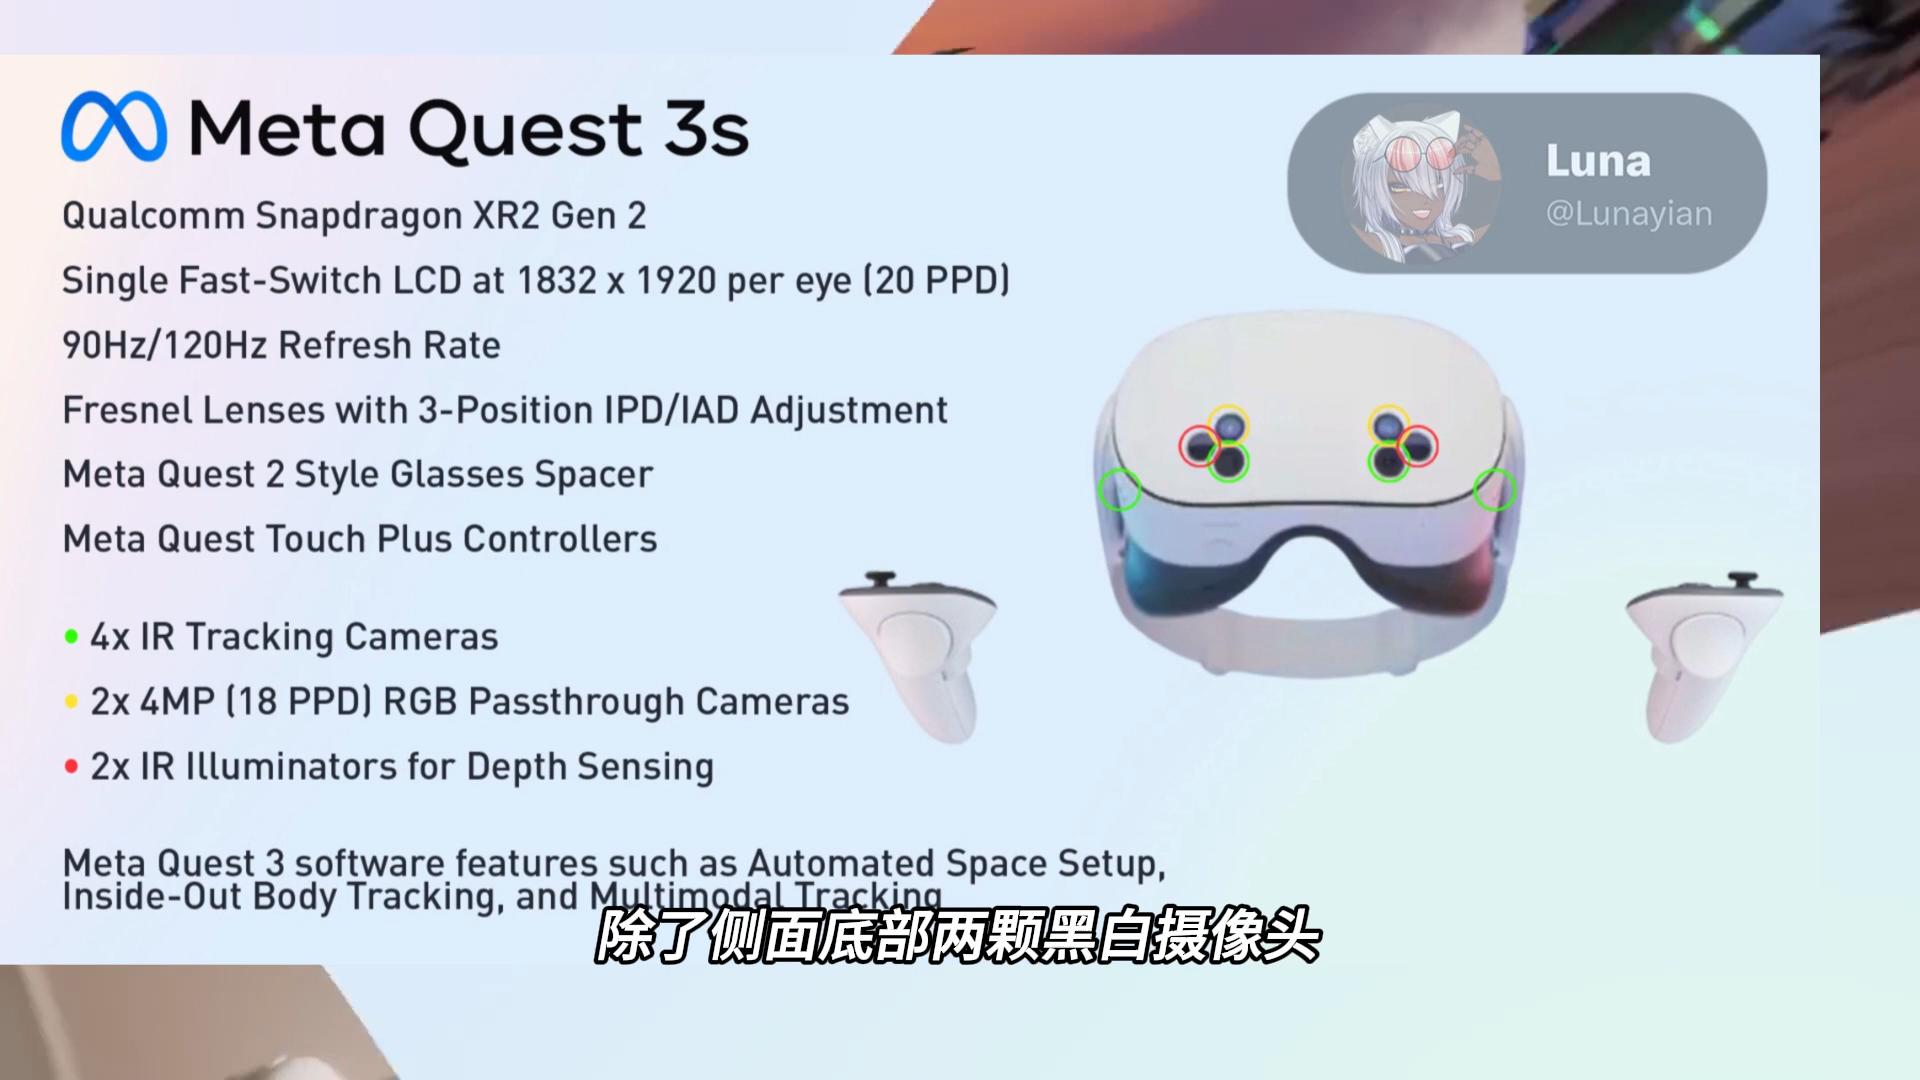 Meta Quest 3s
Luna
@Lunayian
Qualcomm Snapdragon XR2 Gen 2
Single Fast-Switch LCD at 1832 x 1920 per eye (20 PPD)
90Hz/120Hz Refresh Rate
Fresnel Lenses with 3-Position IPD/IAD Adjustment
Meta Quest 2 Style Glasses Spacer
Meta Quest Touch Plus Controllers
• 4x IR Tracking Cameras
• 2x 4MP (18 PPD) RGB Passthrough Cameras
• 2x IR Illuminators for Depth Sensing
Meta Quest 3 software features such as Automated Space Setup,
Inside-Out Body Tracking, and Multimodal Tracking
除了侧面底部两颗黑白摄像头